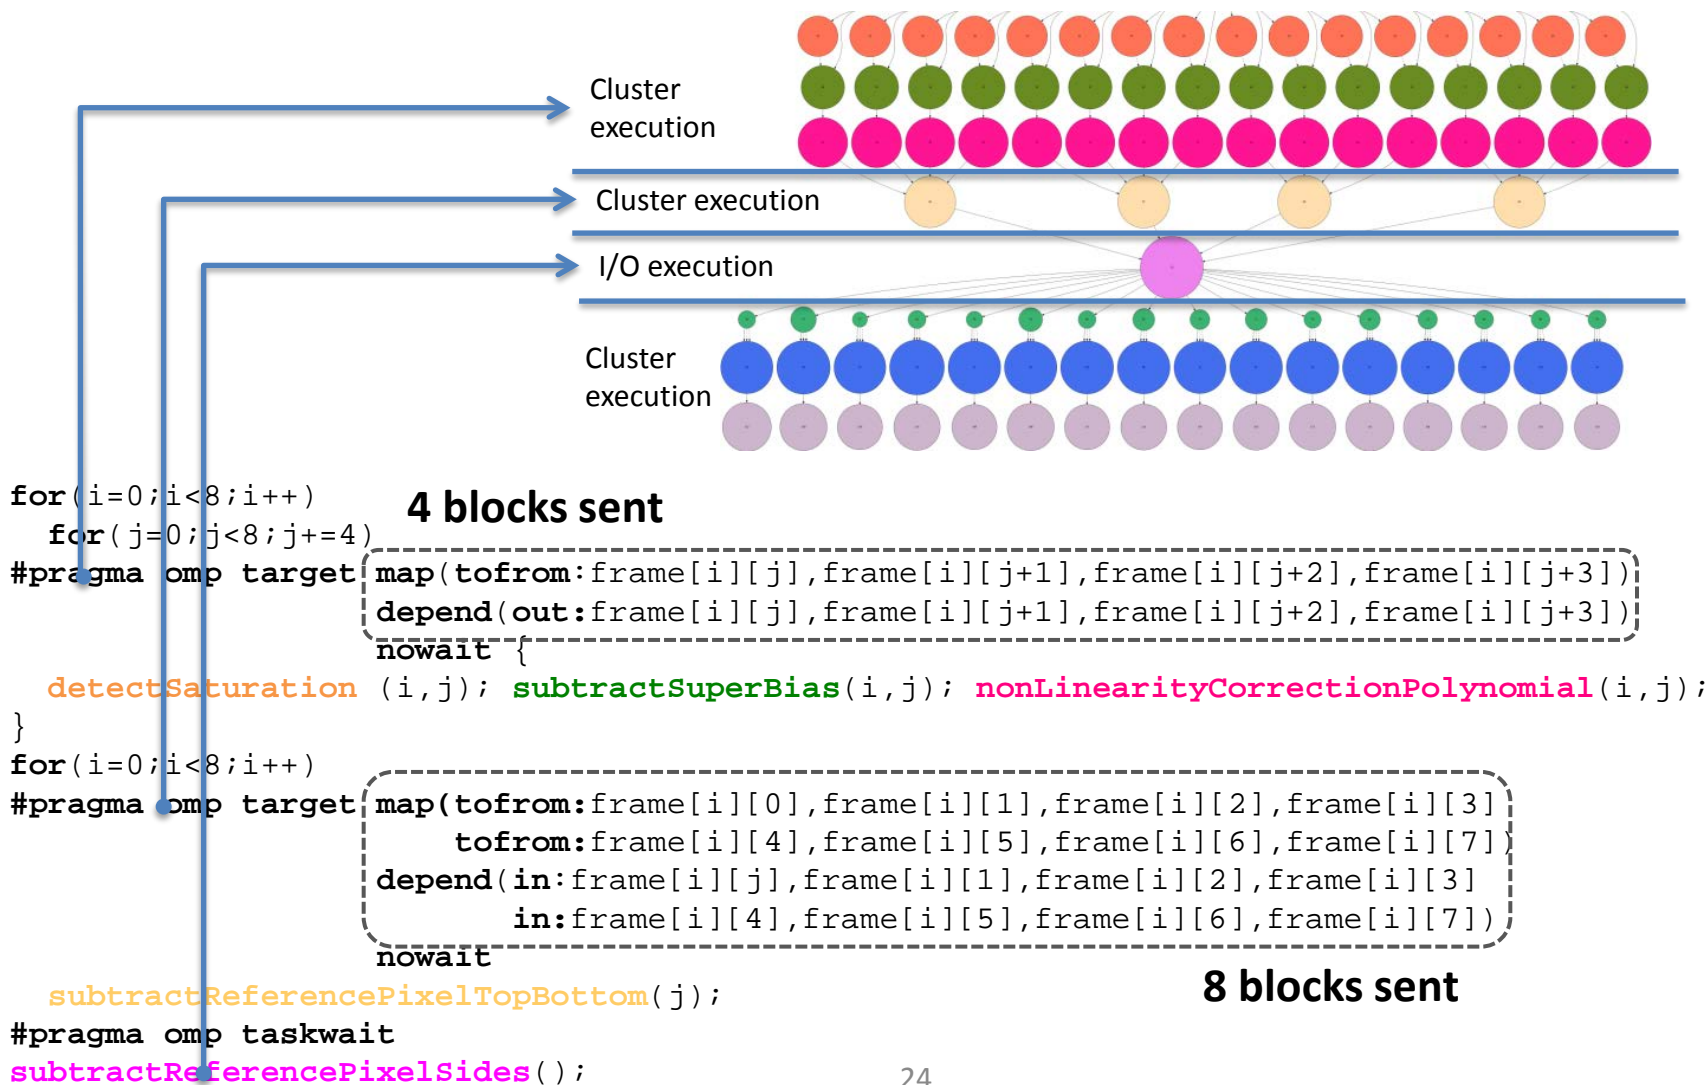 Cluster
execution
Cluster execution
I/O execution
Cluster
execution
for(i=0;i<8;i++)
4 blocks sent
for(j=0;j<8;j+=4)
#pragma omp target map(tofrom:frame[i][j],frame[i][j+1],frame[i][j+2],frame[i][j+3])
depend(out:frame[i][j],frame[i][j+1],frame[i][j+2],frame[i][j+3])
nowait {
detectSaturation (i,j); subtractSuperBias(i,j); nonLinearityCorrectionPolynomial(i,j);
}
for(i=0;i<8;i++)
#pragma omp target map(tofrom:frame[i][0],frame[i][1],frame[i][2],frame[i][3]
tofrom:frame[i][4],frame[i][5],frame[i][6],frame[i][7])
depend(in:frame[i][j],frame[i][1],frame[i][2],frame[i][3]
in:frame[i][4],frame[i][5],frame[i][6],frame[i][7])
nowait
8 blocks sent
subtractReferencePixelTopBottom(j);
#pragma omp taskwait
subtractReferencePixelSides();
24